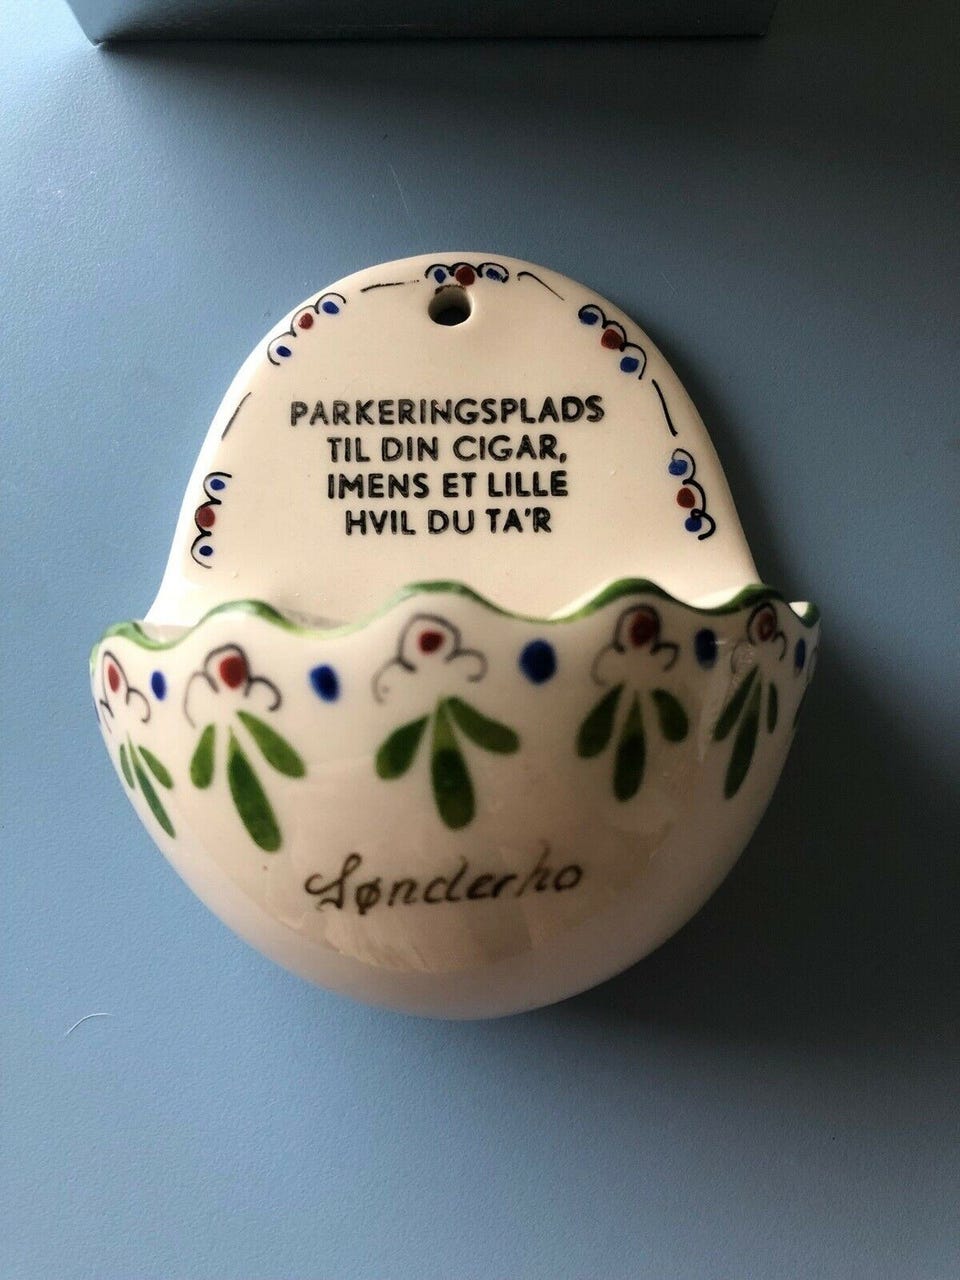 PARKERINGSPLADS
TIL DIN CIGAR,
IMENS ET LILLE
HVIL DU TA'R
Sønderho